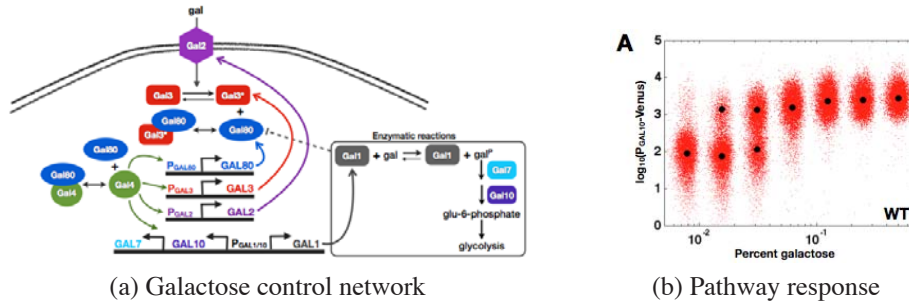 gal
Gal2
Gal3
Gal3*
+
Gal80
Gal3*
Gal80
Gal80
Gal80
+
Gal4
Gal4
PGAL80 GAL80
PGAL3 GAL3
PGAL2 GAL2
GAL7 GAL10 PGAL1/10 GAL1
Enzymatic reactions
Gal1 + gal Gal1 + galp
Gal7
Gal10
glu-6-phosphate
glycolysis
(a) Galactose control network
A
log10(PGAL10-Venus)
5
4
3
2
1
0
WT
10-2 10-1
Percent galactose
(b) Pathway response